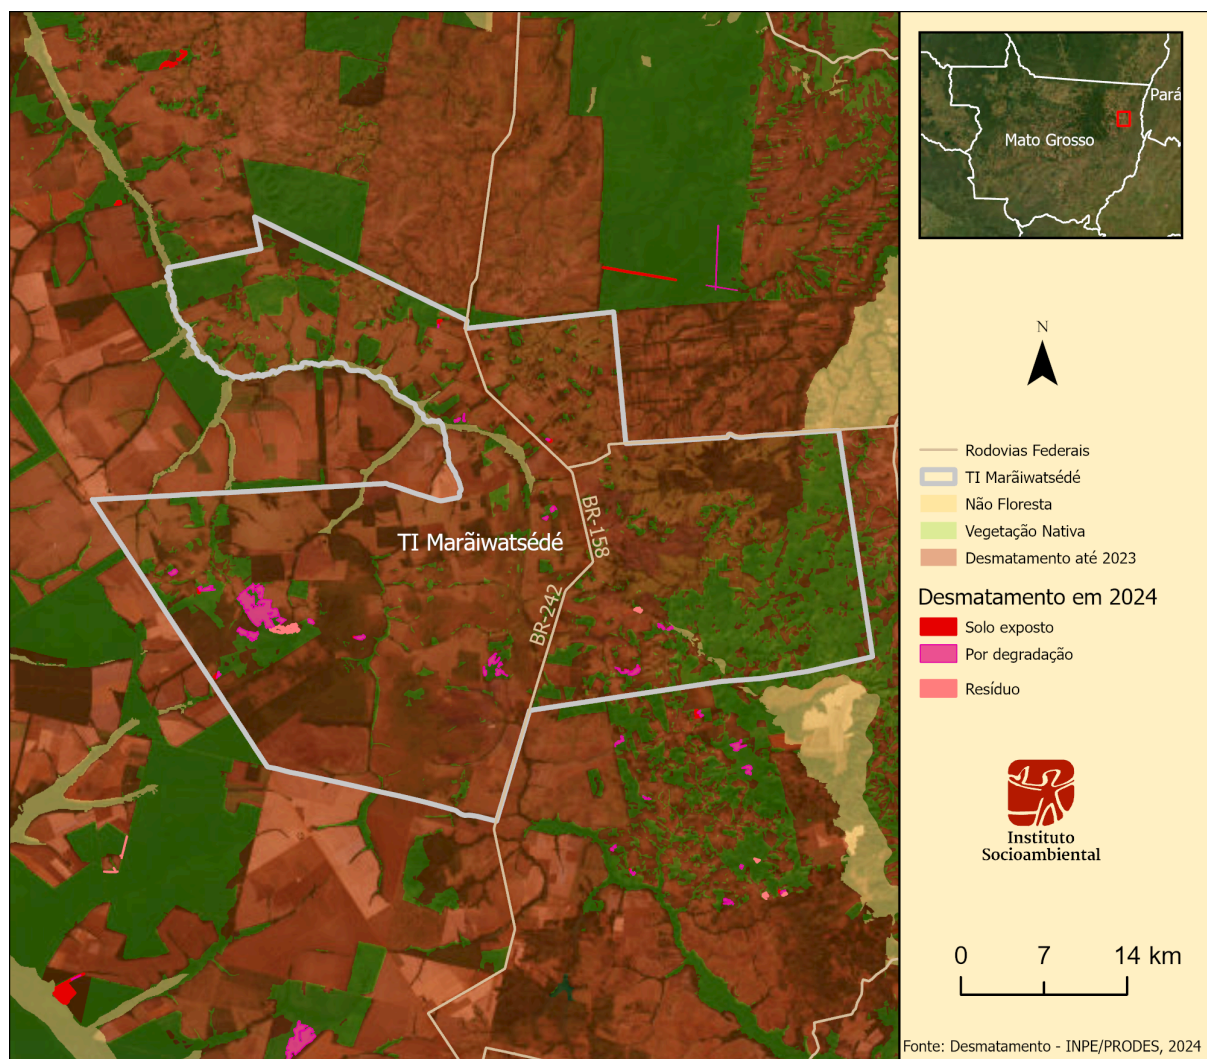 TI Marãiwatsédé
BR-158
BR-242
Pará
Mato Grosso
N
Rodovias Federais
TI Marãiwatsédé
Não Floresta
Vegetação Nativa
Desmatamento até 2023
Desmatamento em 2024
Solo exposto
Por degradação
Resíduo
Instituto
Socioambiental
0 7 14 km
Fonte: Desmatamento - INPE/PRODES, 2024